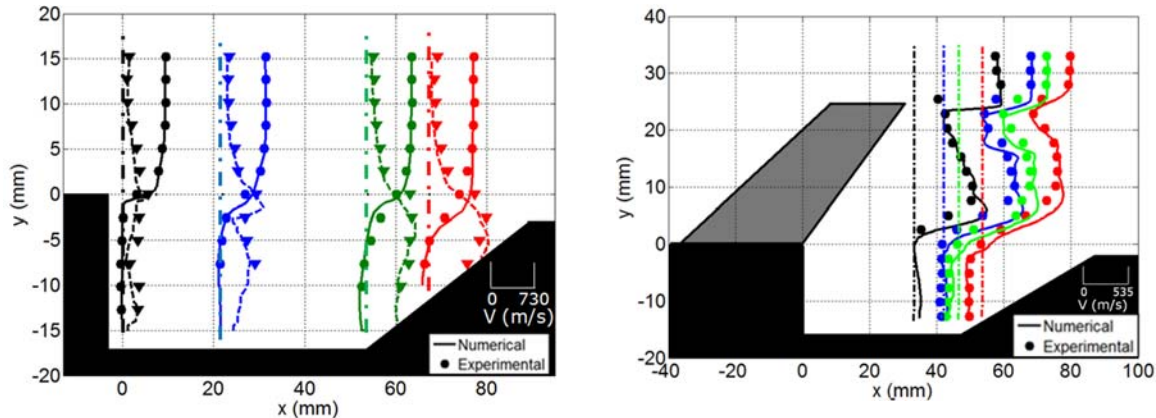 20
15
10
5
0
-5
-10
-15
20
y (mm)
0 20 40 60 80
x (mm)
0 730
V (m/s)
Numerical
Experimental
40
30
20
10
0
-10
-20
y (mm)
-40 -20 0 20 40 60 80 100
x (mm)
0 535
V (m/s)
Numerical
Experimental